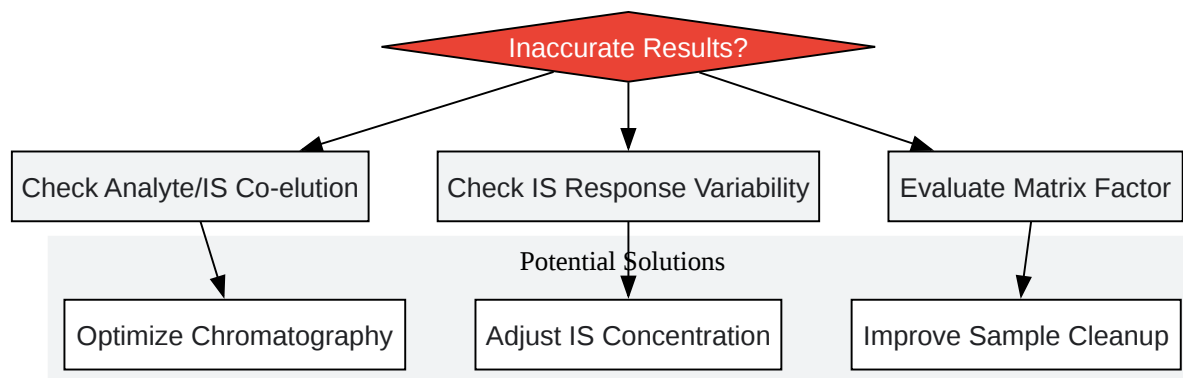 Inaccurate Results?
Check Analyte/IS Co-elution
Check IS Response Variability
Evaluate Matrix Factor
Potential Solutions
Optimize Chromatography
Adjust IS Concentration
Improve Sample Cleanup